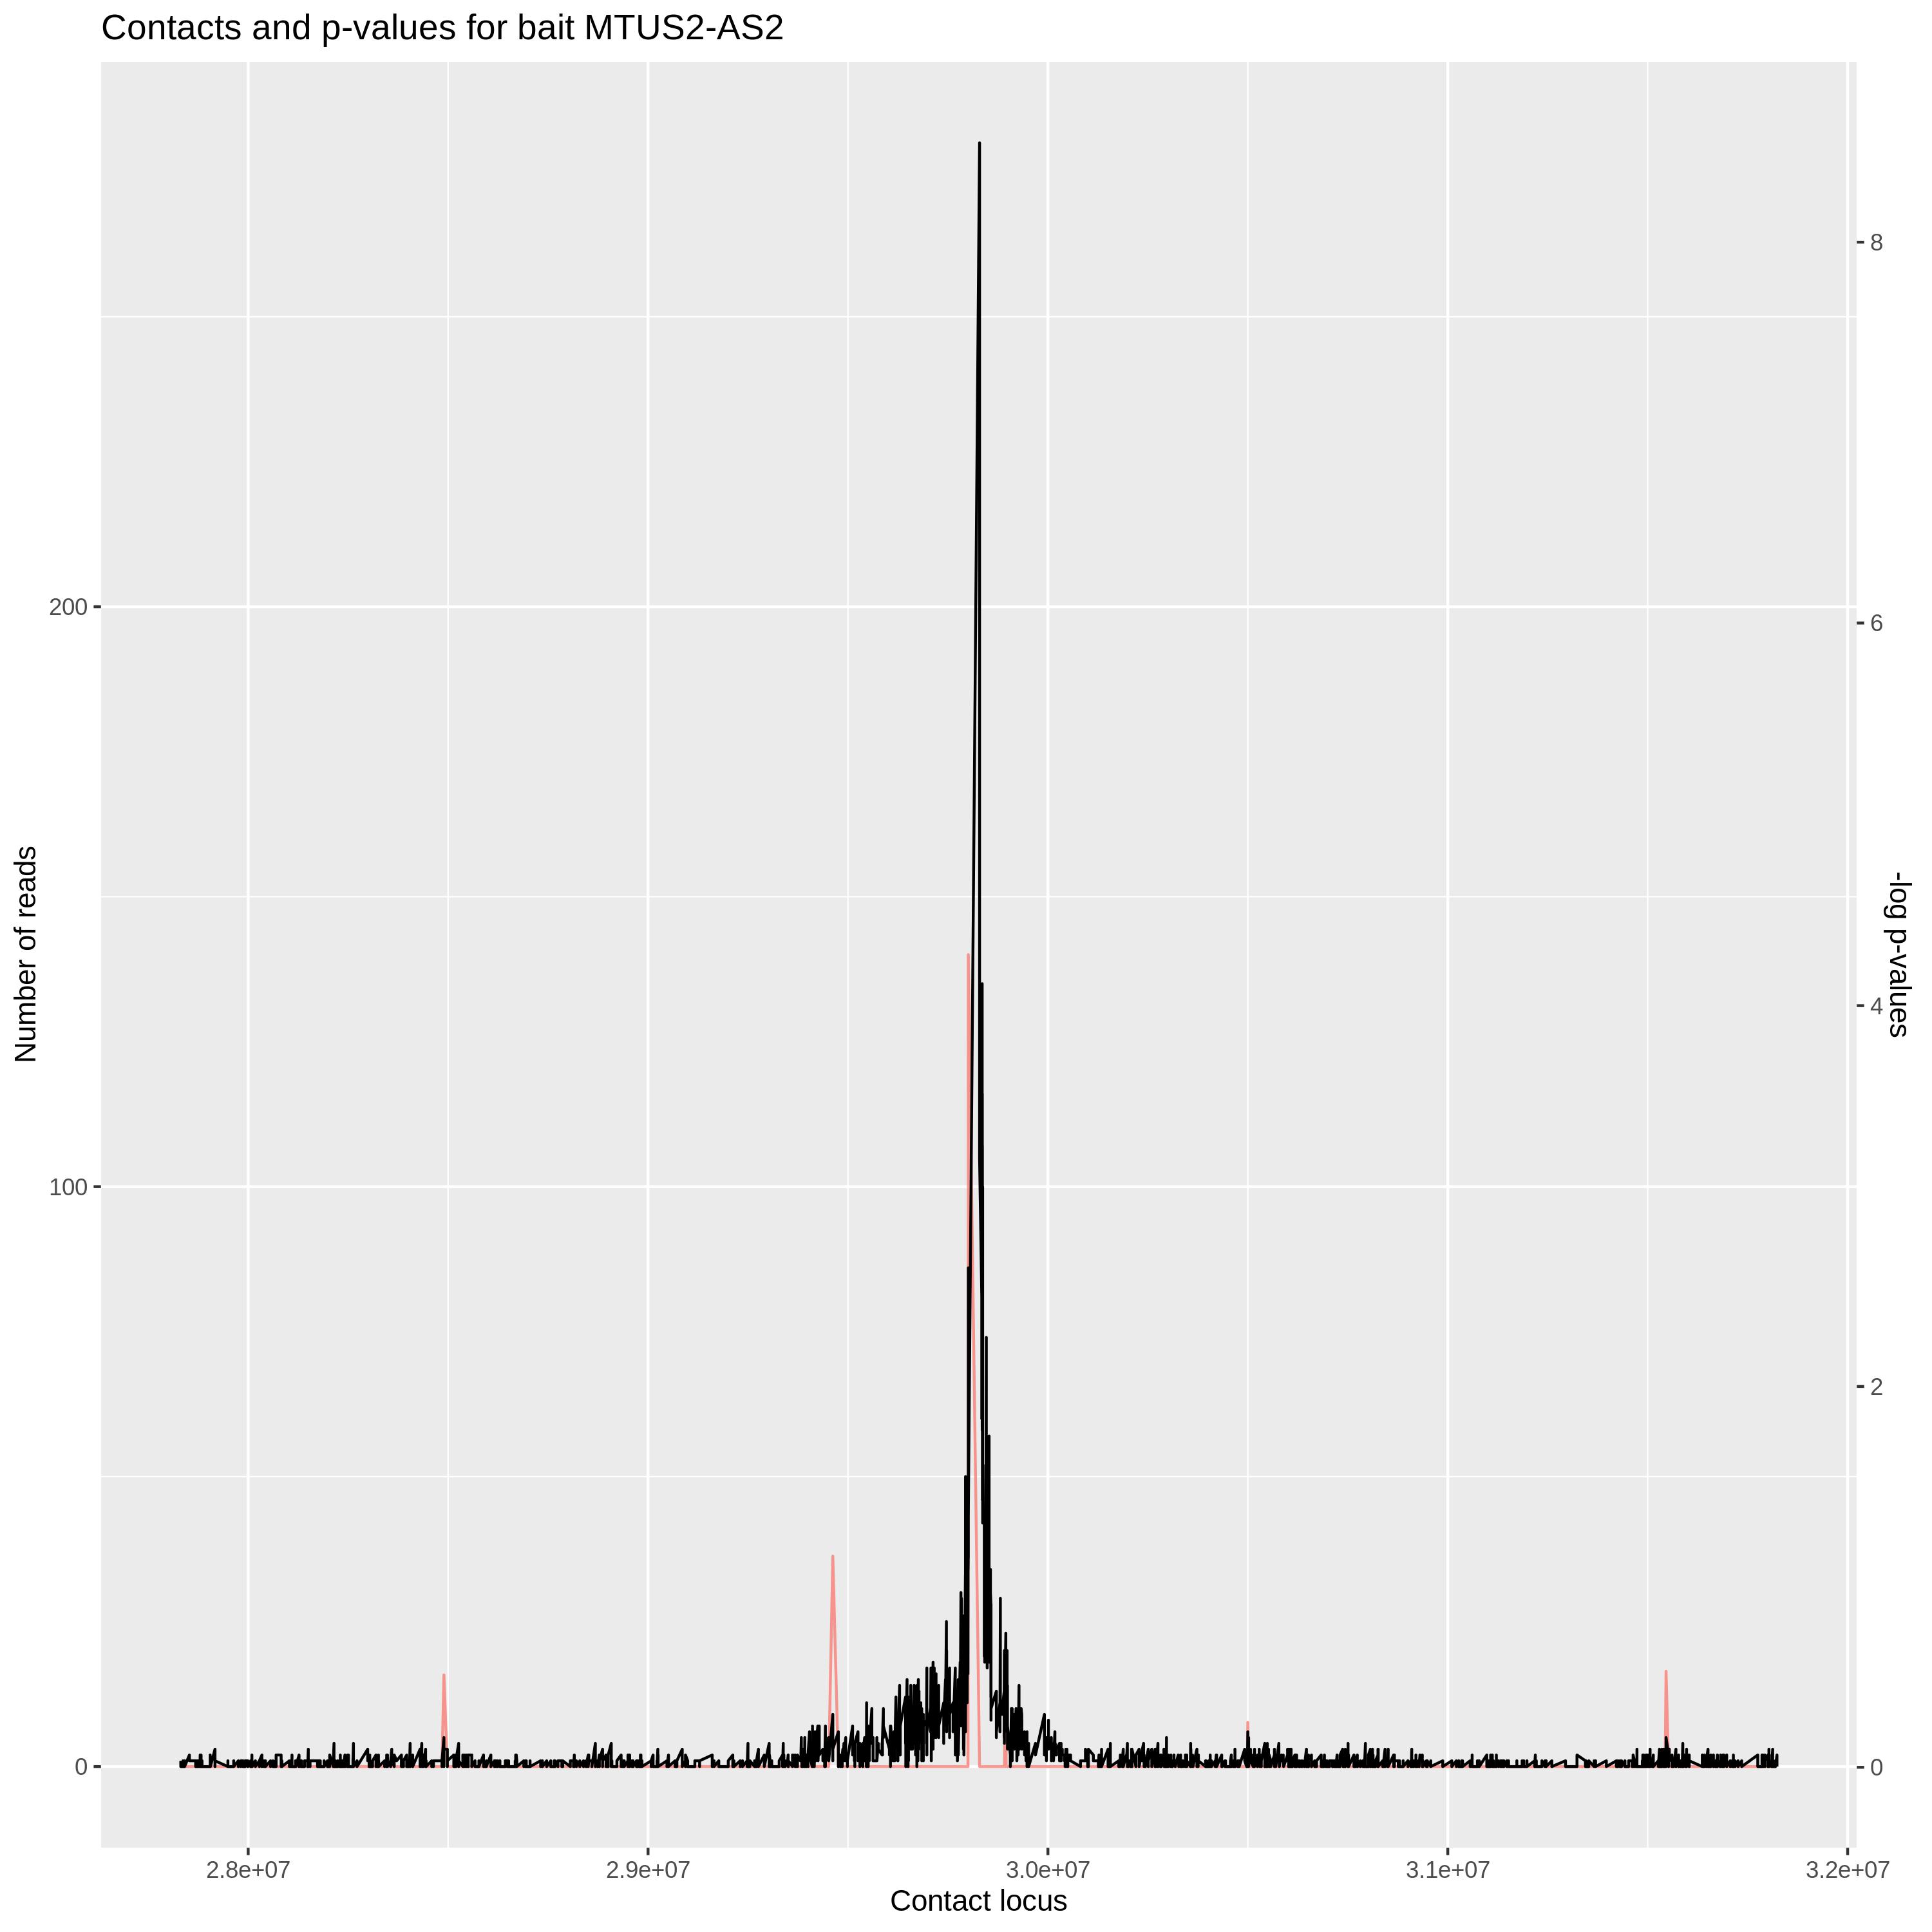 Contacts and p-values for bait MTUS2-AS2
Number of reads
200
100
0
8
6
4
2
0
-log p-values
2.8e+07
2.9e+07
3.0e+07
3.1e+07
3.2e+07
Contact locus